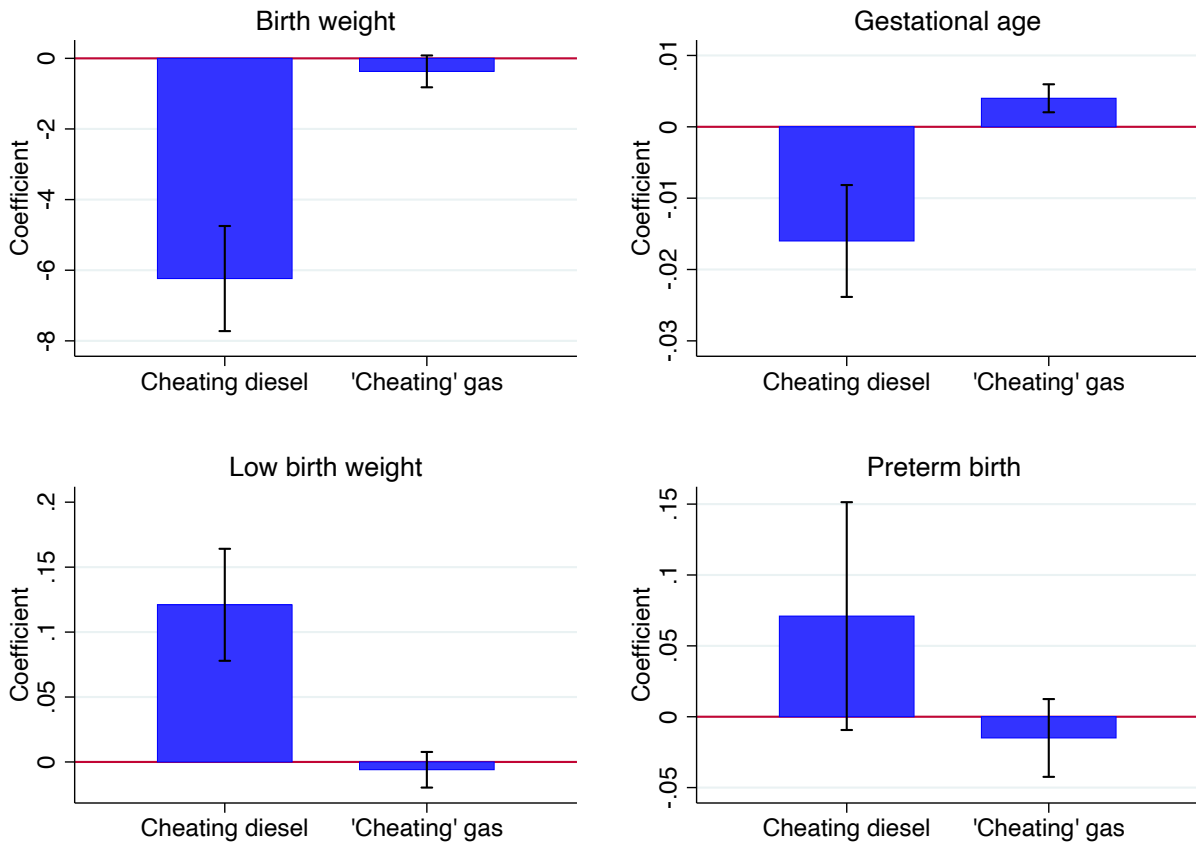 Birth weight
Coefficient
0
-2
-4
-6
-8
Cheating diesel
'Cheating' gas
Gestational age
Coefficient
.01
0
-.01
-.02
-.03
Cheating diesel
'Cheating' gas
Low birth weight
Coefficient
.2
.15
.1
.05
0
Cheating diesel
'Cheating' gas
Preterm birth
Coefficient
.15
.1
.05
0
-.05
Cheating diesel
'Cheating' gas